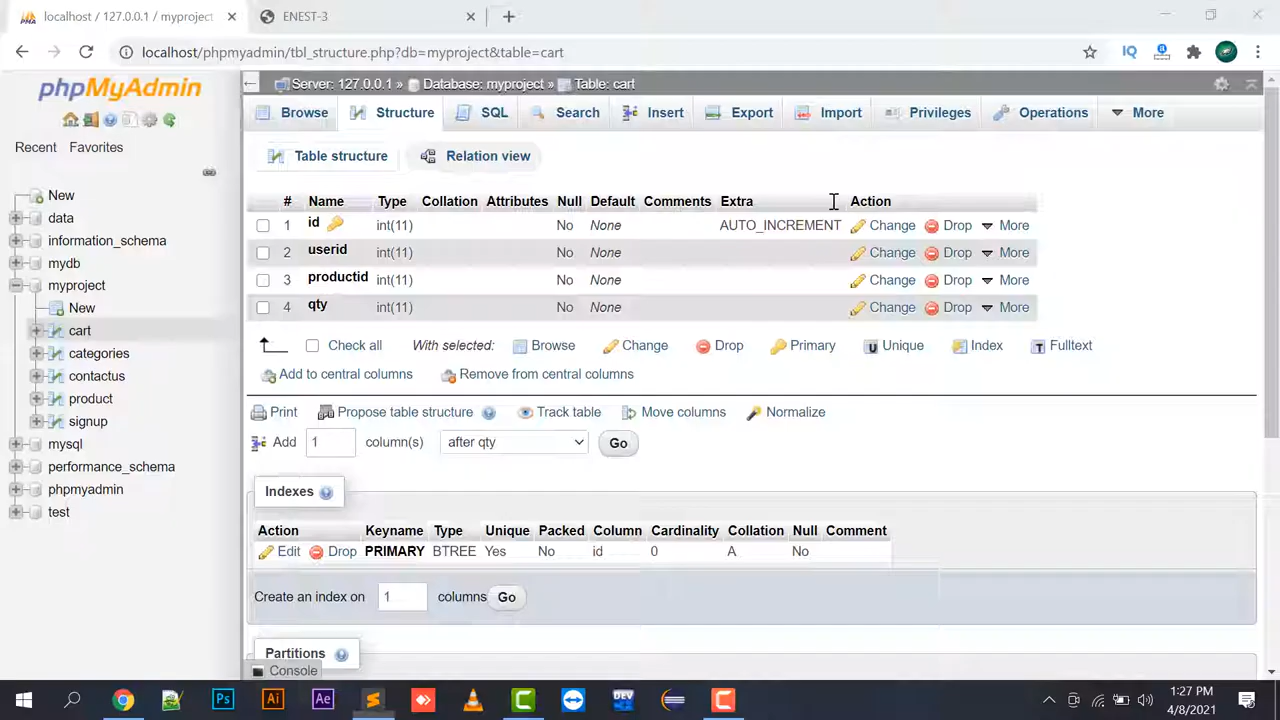 localhost / 127.0.0.1 / myproject
ENEST-3
localhost/phpmyadmin/tbl_structure.php?db=myproject&table=cart
phpMyAdmin
Recent Favorites
New
data
information_schema
mydb
myproject
New
cart
categories
contactus
product
signup
mysql
performance_schema
phpmyadmin
test
Server: 127.0.0.1 » Database: myproject » Table: cart
Browse Structure SQL Search Insert Export Import Privileges Operations More
Table structure Relation view
# Name Type Collation Attributes Null Default Comments Extra Action
1 id int(11) No None AUTO_INCREMENT Change Drop More
2 userid int(11) No None Change Drop More
3 productid int(11) No None Change Drop More
4 qty int(11) No None Change Drop More
Check all With selected: Browse Change Drop Primary Unique Index Fulltext
Add to central columns Remove from central columns
Print Propose table structure Track table Move columns Normalize
Add 1 column(s) after qty Go
Indexes
Action Keyname Type Unique Packed Column Cardinality Collation Null Comment
Edit Drop PRIMARY BTREE Yes No id 0 A No
Create an index on 1 columns Go
Partitions
Console
Ps Ai Ae DEV
1:27 PM
4/8/2021